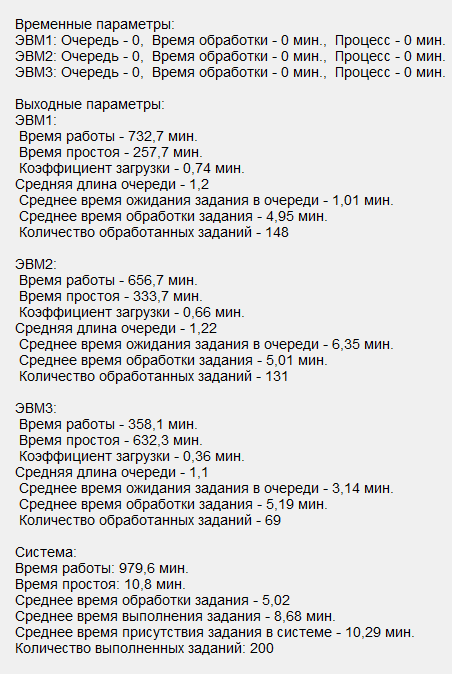 Временные параметры:
ЭВМ1: Очередь - 0, Время обработки - 0 мин., Процесс - 0 мин.
ЭВМ2: Очередь - 0, Время обработки - 0 мин., Процесс - 0 мин.
ЭВМ3: Очередь - 0, Время обработки - 0 мин., Процесс - 0 мин.
Выходные параметры:
ЭВМ1:
Время работы - 732,7 мин.
Время простоя - 257,7 мин.
Коэффициент загрузки - 0,74 мин.
Средняя длина очереди - 1,2
Среднее время ожидания задания в очереди - 1,01 мин.
Среднее время обработки задания - 4,95 мин.
Количество обработанных заданий - 148
ЭВМ2:
Время работы - 656,7 мин.
Время простоя - 333,7 мин.
Коэффициент загрузки - 0,66 мин.
Средняя длина очереди - 1,22
Среднее время ожидания задания в очереди - 6,35 мин.
Среднее время обработки задания - 5,01 мин.
Количество обработанных заданий - 131
ЭВМ3:
Время работы - 358,1 мин.
Время простоя - 632,3 мин.
Коэффициент загрузки - 0,36 мин.
Средняя длина очереди - 1,1
Среднее время ожидания задания в очереди - 3,14 мин.
Среднее время обработки задания - 5,19 мин.
Количество обработанных заданий - 69
Система:
Время работы: 979,6 мин.
Время простоя: 10,8 мин.
Среднее время обработки задания - 5,02
Среднее время выполнения задания - 8,68 мин.
Среднее время присутствия задания в системе - 10,29 мин.
Количество выполненных заданий: 200